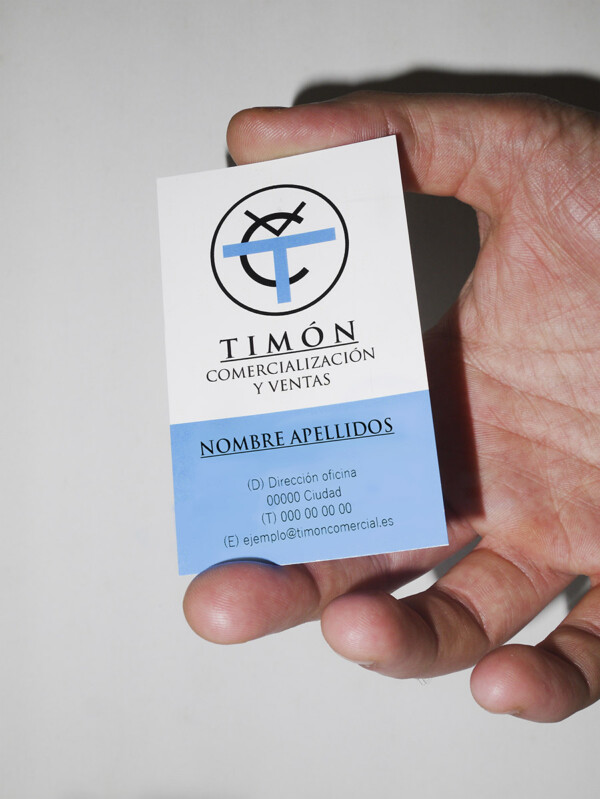 TIMÓN
COMERCIALIZACIÓN
Y VENTAS
NOMBRE APELLIDOS
(D) Dirección oficina
00000 Ciudad
(T) 000 00 00 00
(E) ejemplo@timoncomercial.es